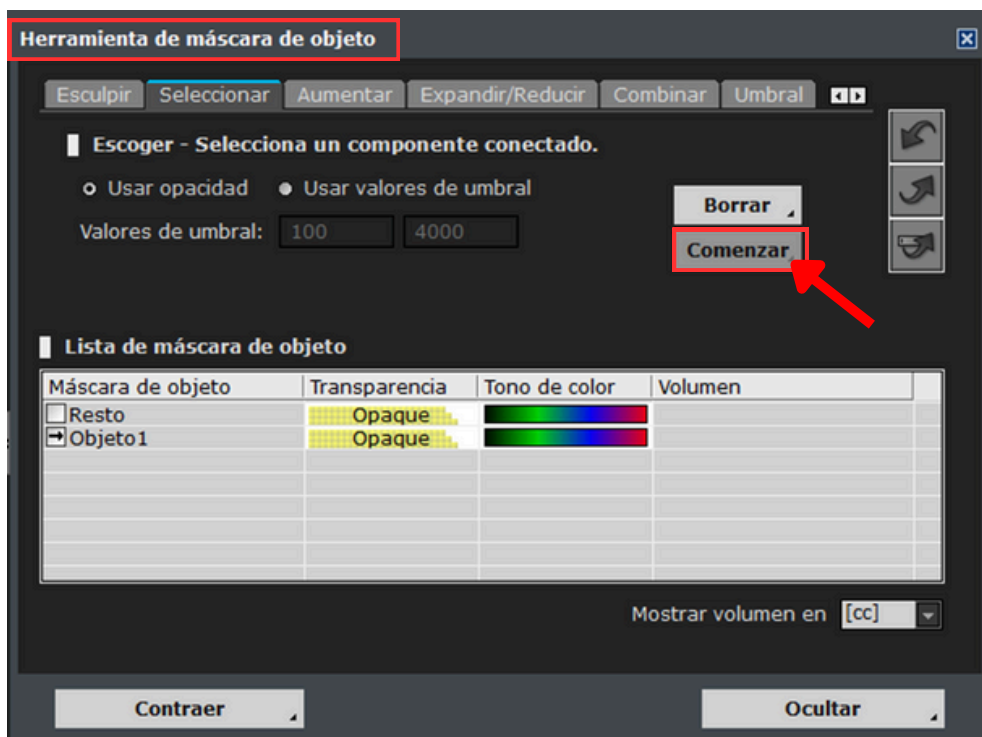 Herramienta de máscara de objeto
Esculpir Seleccionar Aumentar Expandir/Reducir Combinar Umbral
Escoger - Selecciona un componente conectado.
Usar opacidad Usar valores de umbral
Borrar
Valores de umbral: 100 4000
Comenzar
Lista de máscara de objeto
Máscara de objeto Transparencia Tono de color Volumen
Resto Opaque
Objeto1 Opaque
Mostrar volumen en [cc]
Contraer Ocultar